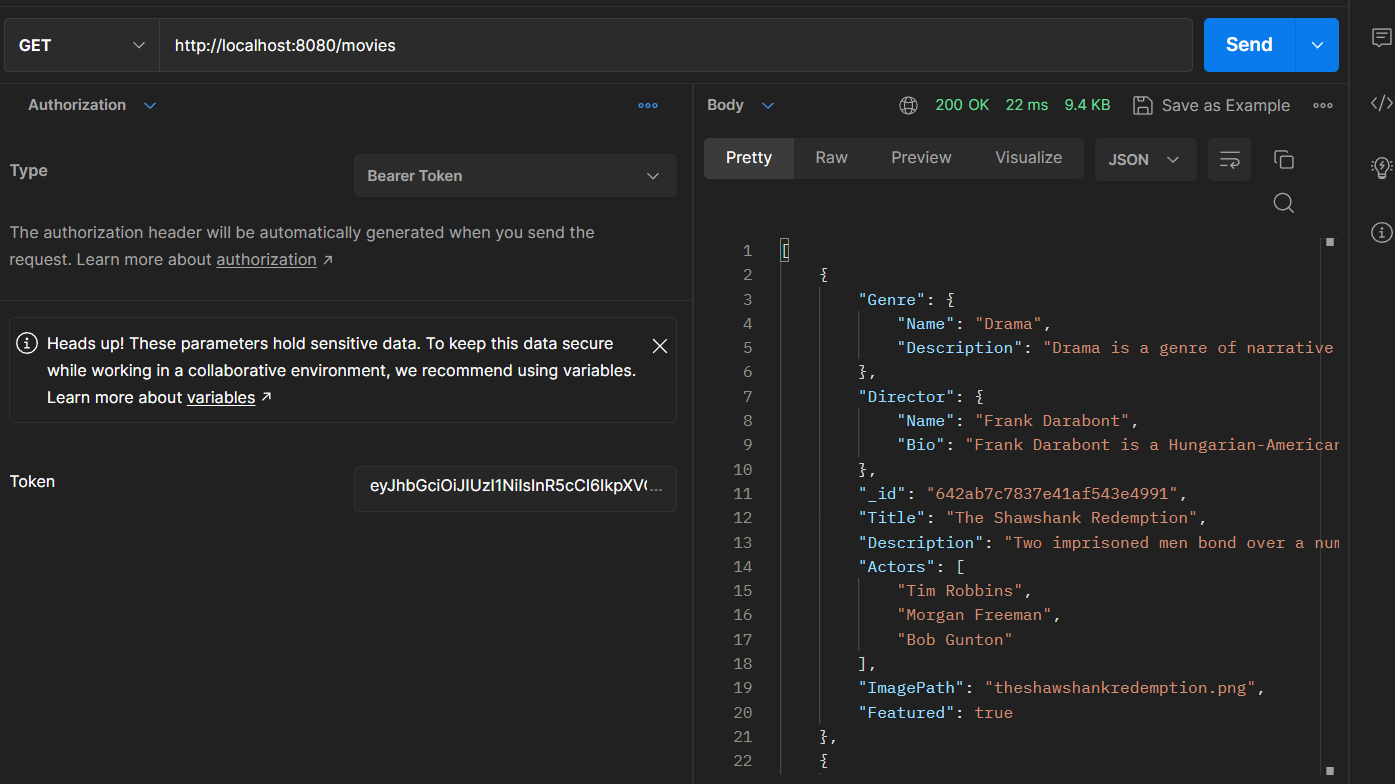 GET
http://localhost:8080/movies
Send
Authorization
Type
Bearer Token
The authorization header will be automatically generated when you send the
request. Learn more about authorization ↗
Heads up! These parameters hold sensitive data. To keep this data secure
while working in a collaborative environment, we recommend using variables.
Learn more about variables ↗
Token
eyJhbGciOiJIUzI1NiIsInR5cCI6IkpXV...
Body
200 OK 22 ms 9.4 KB Save as Example
Pretty Raw Preview Visualize JSON
1 [
2 {
3 "Genre": {
4 "Name": "Drama",
5 "Description": "Drama is a genre of narrative
6 },
7 "Director": {
8 "Name": "Frank Darabont",
9 "Bio": "Frank Darabont is a Hungarian-American
10 },
11 "_id": "642ab7c7837e41af543e4991",
12 "Title": "The Shawshank Redemption",
13 "Description": "Two imprisoned men bond over a num
14 "Actors": [
15 "Tim Robbins",
16 "Morgan Freeman",
17 "Bob Gunton"
18 ],
19 "ImagePath": "theshawshankredemption.png",
20 "Featured": true
21 },
22 {